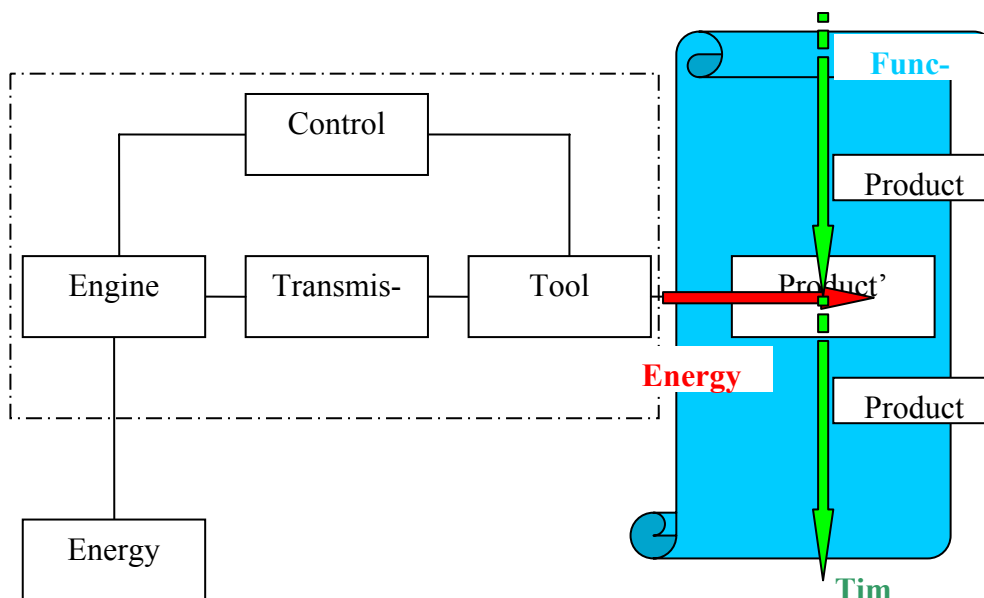 Func-
Control
Product
Engine
Transmis-
Tool
Product’
Energy
Product
Energy
Tim